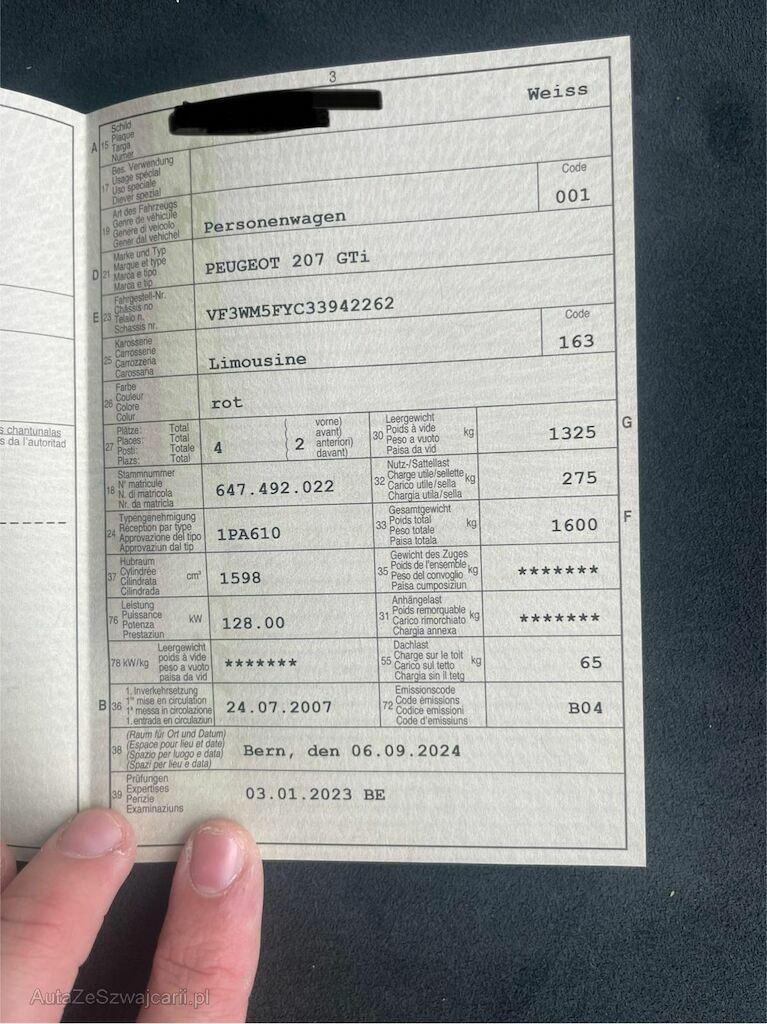 3
A 15 Schild
Plaque
Targa
Numer
Weiss
17 Bes. Verwendung
Usage spécial
Uso speciale
Diever spezial
Code
19 Art des Fahrzeugs
Genre de véhicule
Genere di veicolo
Gener dal vehichel
Personenwagen
001
D 21 Marke und Typ
Marque et type
Marca e tipo
Marca e tip
PEUGEOT 207 GTi
E 23 Fahrgestell-Nr.
Châssis no
Telaio n.
Schassis nr.
VF3WM5FYC33942262
Code
25 Karosserie
Carrosserie
Carrozzeria
Carossaria
Limousine
163
26 Farbe
Couleur
Colore
Colur
rot
27 Plätze: Total
Places: Total
Posti: Totale
Plazs: Total
4
( vorne)
avant)
2 anteriori)
( davant)
30 Leergewicht
Poids à vide
Peso a vuoto
Paisa da vid
kg
1325
G
18 Stammnummer
N° matricule
N. di matricola
Nr. da matricla
647.492.022
32 Nutz-/Sattellast
Charge utile/sellette
Carico utile/sella
Chargia utila/sella
kg
275
24 Typengenehmigung
Réception par type
Approvazione del tipo
Approvaziun dal tip
1PA610
33 Gesamtgewicht
Poids total
Peso totale
Paisa totala
kg
1600
F
37 Hubraum
Cylindrée
Cilindrata
Cilindrada
cm³
1598
35 Gewicht des Zuges
Poids de l'ensemble
Peso del convoglio
Paisa cumposiziun
kg
*******
76 Leistung
Puissance
Potenza
Prestaziun
kW
128.00
31 Anhängelast
Poids remorquable
Carico rimorchiato
Chargia annexa
kg
*******
78 kW/kg
Leergewicht
poids à vide
peso a vuoto
paisa da vid
*******
55 Dachlast
Charge sur le toit
Carico sul tetto
Chargia sin il tetg
kg
65
B 36 1. Inverkehrsetzung
1re mise en circulation
1a messa in circolazione
1. entrada en circulaziun
24.07.2007
72 Emissionscode
Code émissions
Codice emissioni
Code d'emissiuns
B04
38 (Raum für Ort und Datum)
(Espace pour lieu et date)
(Spazio per luogo e data)
(Spazi per lieu e data)
Bern, den 06.09.2024
39 Prüfungen
Expertises
Perizie
Examinaziuns
03.01.2023 BE
s chantunalas
s da l'autoritad
AutaZeSzwajcarii.pl